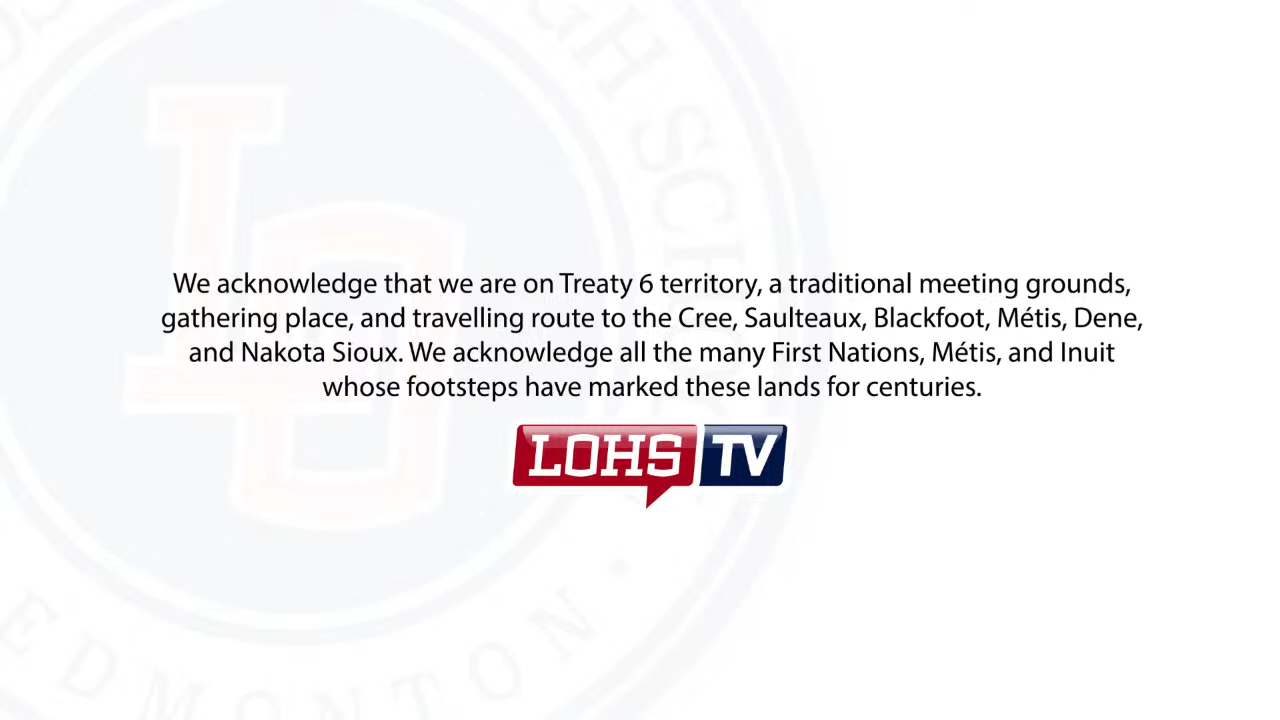 We acknowledge that we are on Treaty 6 territory, a traditional meeting grounds,
gathering place, and travelling route to the Cree, Saulteaux, Blackfoot, Métis, Dene,
and Nakota Sioux. We acknowledge all the many First Nations, Métis, and Inuit
whose footsteps have marked these lands for centuries.
LOHS TV
LO
EDMONTON